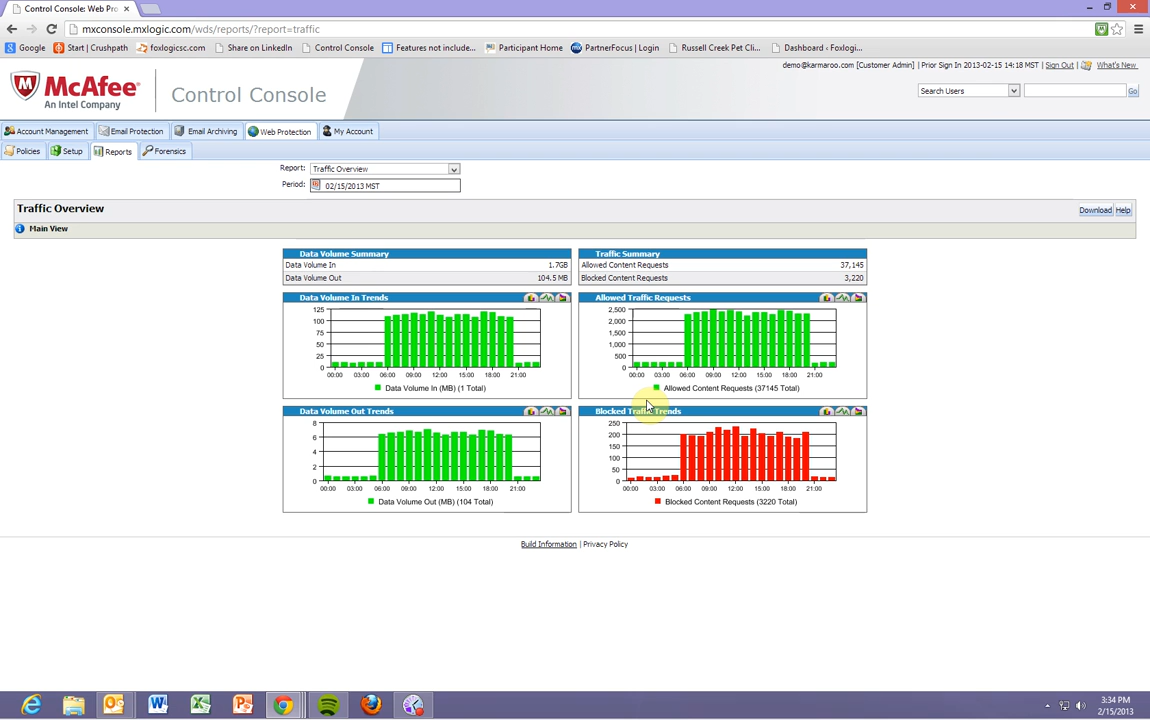 Control Console: Web Pro ×
mxconsole.mxlogic.com/wds/reports/?report=traffic
Google
Start | Crushpath
foxlogicsc.com
Share on LinkedIn
Control Console
Features not include...
Participant Home
PartnerFocus | Login
Russell Creek Pet Cli...
Dashboard ‹ Foxlogi...
demo@karmaroo.com [Customer Admin] | Prior Sign In 2013-02-15 14:18 MST | Sign Out | What's New
McAfee
An Intel Company
Control Console
Search Users
Go
Account Management
Email Protection
Email Archiving
Web Protection
My Account
Policies
Setup
Reports
Forensics
Report: Traffic Overview
Period: 02/15/2013 MST
Traffic Overview
Download Help
Main View
Data Volume Summary
Data Volume In 1.7GB
Data Volume Out 104.5 MB
Traffic Summary
Allowed Content Requests 37,145
Blocked Content Requests 3,220
Data Volume In Trends
125
100
75
50
25
0
00:00 03:00 06:00 09:00 12:00 15:00 18:00 21:00
Data Volume In (MB) (1 Total)
Allowed Traffic Requests
2,500
2,000
1,500
1,000
500
0
00:00 03:00 06:00 09:00 12:00 15:00 18:00 21:00
Allowed Content Requests (37145 Total)
Data Volume Out Trends
8
6
4
2
0
00:00 03:00 06:00 09:00 12:00 15:00 18:00 21:00
Data Volume Out (MB) (104 Total)
Blocked Traffic Trends
250
200
150
100
50
0
00:00 03:00 06:00 09:00 12:00 15:00 18:00 21:00
Blocked Content Requests (3220 Total)
Build Information | Privacy Policy
3:34 PM
2/15/2013